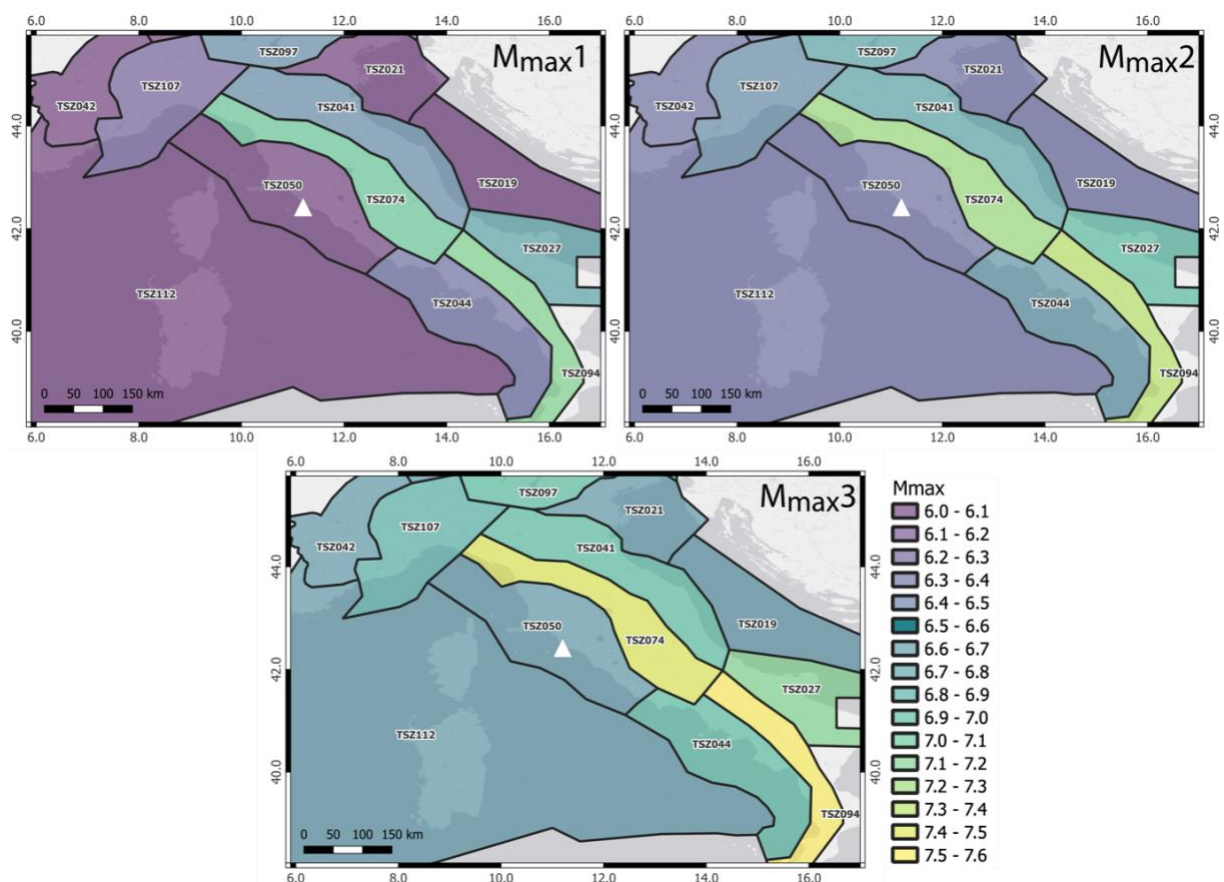 6.0 8.0 10.0 12.0 14.0 16.0
Mmax1
TSZ097
TSZ021
TSZ107
TSZ042
TSZ041
44.0
TSZ050
TSZ019
TSZ074
42.0
TSZ027
TSZ112
TSZ044
40.0
TSZ094
0 50 100 150 km
6.0 8.0 10.0 12.0 14.0 16.0
6.0 8.0 10.0 12.0 14.0 16.0
Mmax2
TSZ097
TSZ021
TSZ107
TSZ042
TSZ041
44.0
TSZ050
TSZ019
TSZ074
42.0
TSZ027
TSZ112
TSZ044
40.0
TSZ094
0 50 100 150 km
6.0 8.0 10.0 12.0 14.0 16.0
6.0 8.0 10.0 12.0 14.0 16.0
Mmax3
TSZ097
TSZ021
TSZ107
TSZ042
TSZ041
44.0
TSZ050
TSZ019
TSZ074
42.0
TSZ027
TSZ112
TSZ044
40.0
TSZ094
0 50 100 150 km
6.0 8.0 10.0 12.0 14.0 16.0
Mmax
6.0 - 6.1
6.1 - 6.2
6.2 - 6.3
6.3 - 6.4
6.4 - 6.5
6.5 - 6.6
6.6 - 6.7
6.7 - 6.8
6.8 - 6.9
6.9 - 7.0
7.0 - 7.1
7.1 - 7.2
7.2 - 7.3
7.3 - 7.4
7.4 - 7.5
7.5 - 7.6